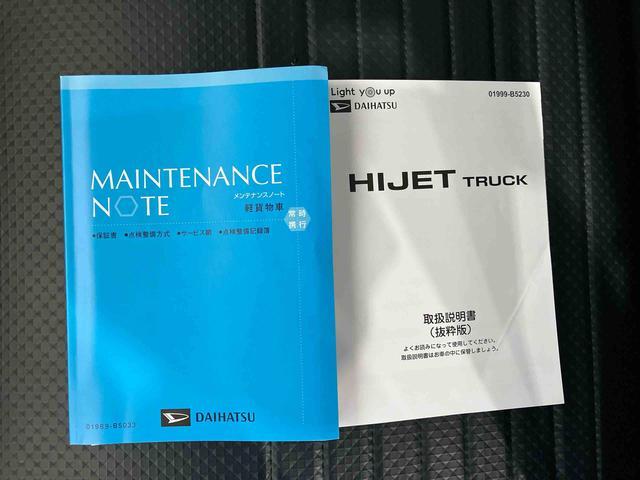 MAINTENANCE
NOTE
メンテナンスノート
軽貨物車
常時
携行
●保証書 ●点検整備方式 ●サービス網 ●点検整備記録簿
01989-B5033
DAIHATSU
Light you up
DAIHATSU
01999-B5230
HIJET TRUCK
取扱説明書
(抜粋版)
よくお読みになって使用してください。
取扱説明書はお車の中に保管しましょう。